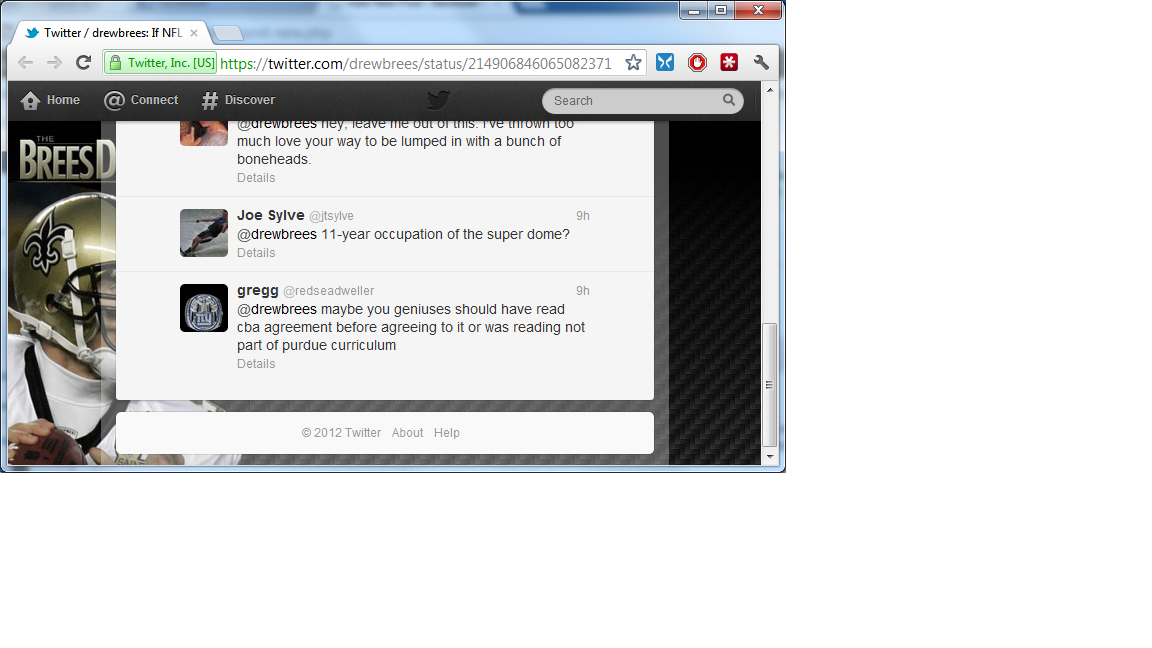 Twitter / drewbrees: If NFL
Twitter, Inc. [US] https://twitter.com/drewbrees/status/214906846065082371
Home Connect Discover Search
THE
BREES D
@drewbrees hey, leave me out of this. I've thrown too
much love your way to be lumped in with a bunch of
boneheads.
Details
Joe Sylve @jtsylve 9h
@drewbrees 11-year occupation of the super dome?
Details
gregg @redseadweller 9h
@drewbrees maybe you geniuses should have read
cba agreement before agreeing to it or was reading not
part of purdue curriculum
Details
© 2012 Twitter About Help